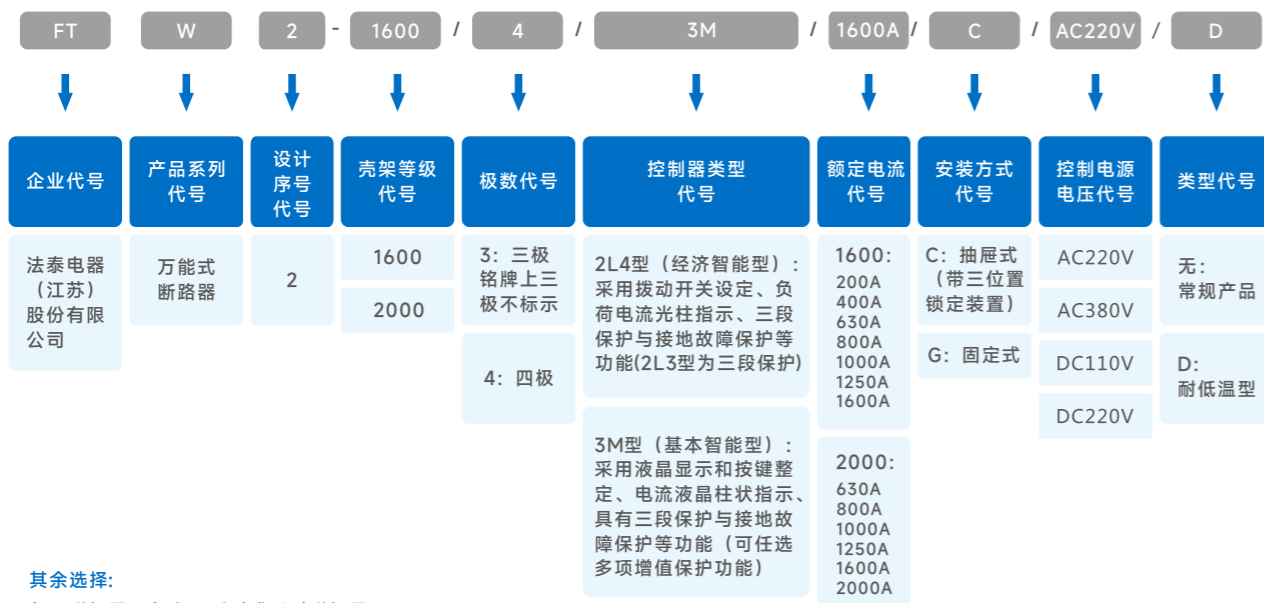 FT W 2 - 1600 / 4 / 3M / 1600A / C / AC220V / D
企业代号
产品系列
代号
设计
序号
代号
壳架等级
代号
极数代号
控制器类型
代号
额定电流
代号
安装方式
代号
控制电源
电压代号
类型代号
法泰电器
（江苏）
股份有限
公司
万能式
断路器
2
1600
2000
3：三极
铭牌上三
极不标示
4：四极
2L4型（经济智能型）：
采用拨动开关设定、负
荷电流光柱指示、三段
保护与接地故障保护等
功能(2L3型为三段保护)
3M型（基本智能型）：
采用液晶显示和按键整
定、电流液晶柱状指示、
具有三段保护与接地故
障保护等功能（可任选
多项增值保护功能）
1600：
200A
400A
630A
800A
1000A
1250A
1600A
2000：
630A
800A
1000A
1250A
1600A
2000A
C：抽屉式
（带三位置
锁定装置）
G：固定式
AC220V
AC380V
DC110V
DC220V
无：
常规产品
D：
耐低温型
其余选择: